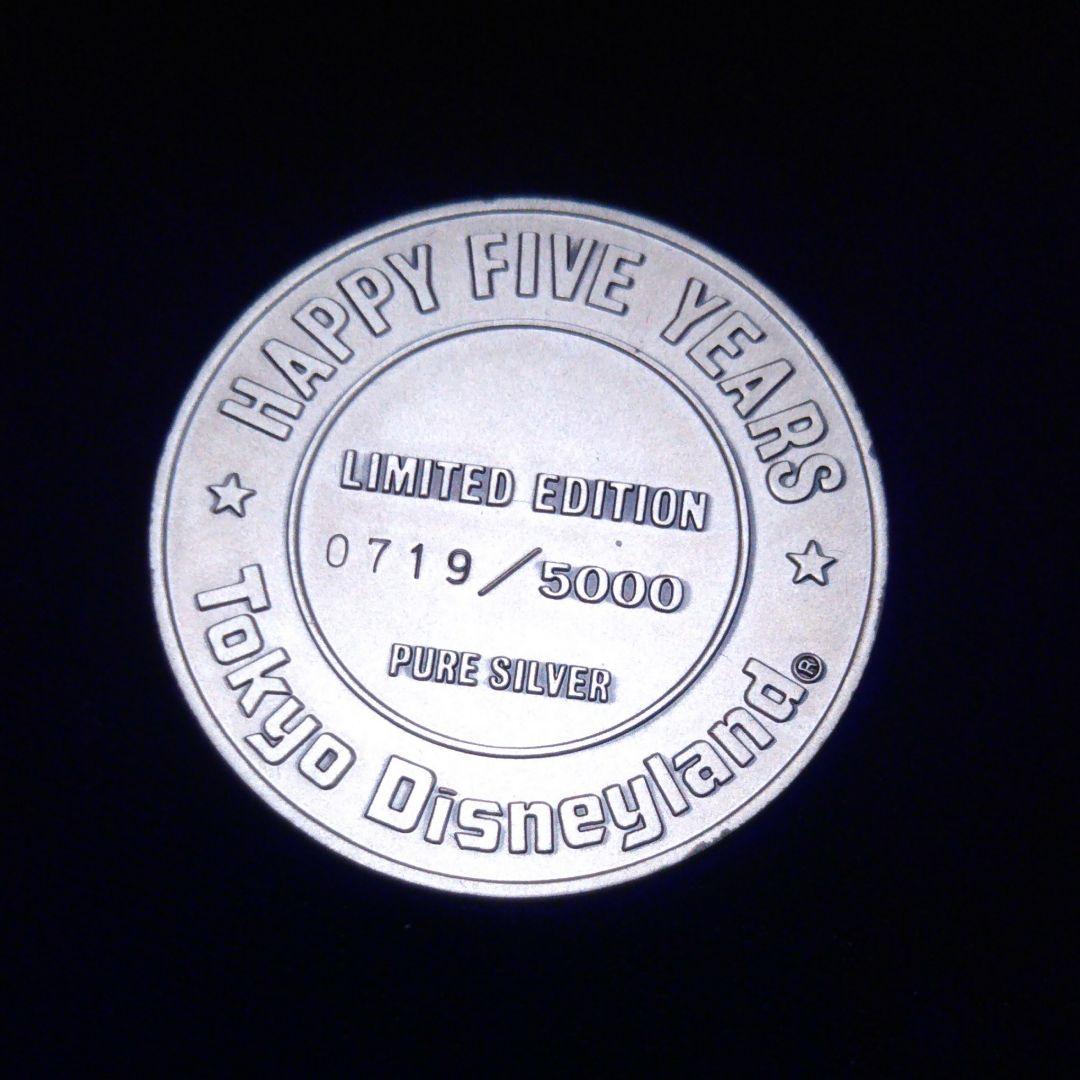 HAPPY FIVE YEARS
LIMITED EDITION
0719/5000
PURE SILVER
Tokyo Disneyland®